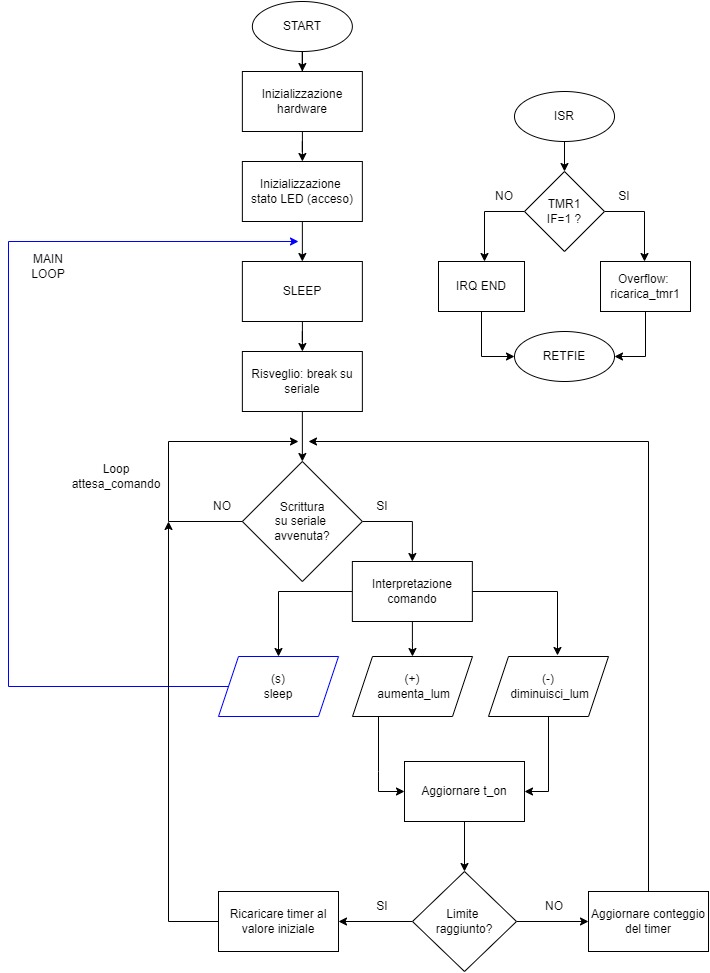 START
Inizializzazione
hardware
Inizializzazione
stato LED (acceso)
MAIN
LOOP
SLEEP
Risveglio: break su
seriale
Loop
attesa_comando
NO
Scrittura
su seriale
avvenuta?
SI
Interpretazione
comando
(s)
sleep
(+)
aumenta_lum
(-)
diminuisci_lum
Aggiornare t_on
Ricaricare timer al
valore iniziale
SI
Limite
raggiunto?
NO
Aggiornare conteggio
del timer
ISR
NO
TMR1
IF=1 ?
SI
IRQ END
Overflow:
ricarica_tmr1
RETFIE